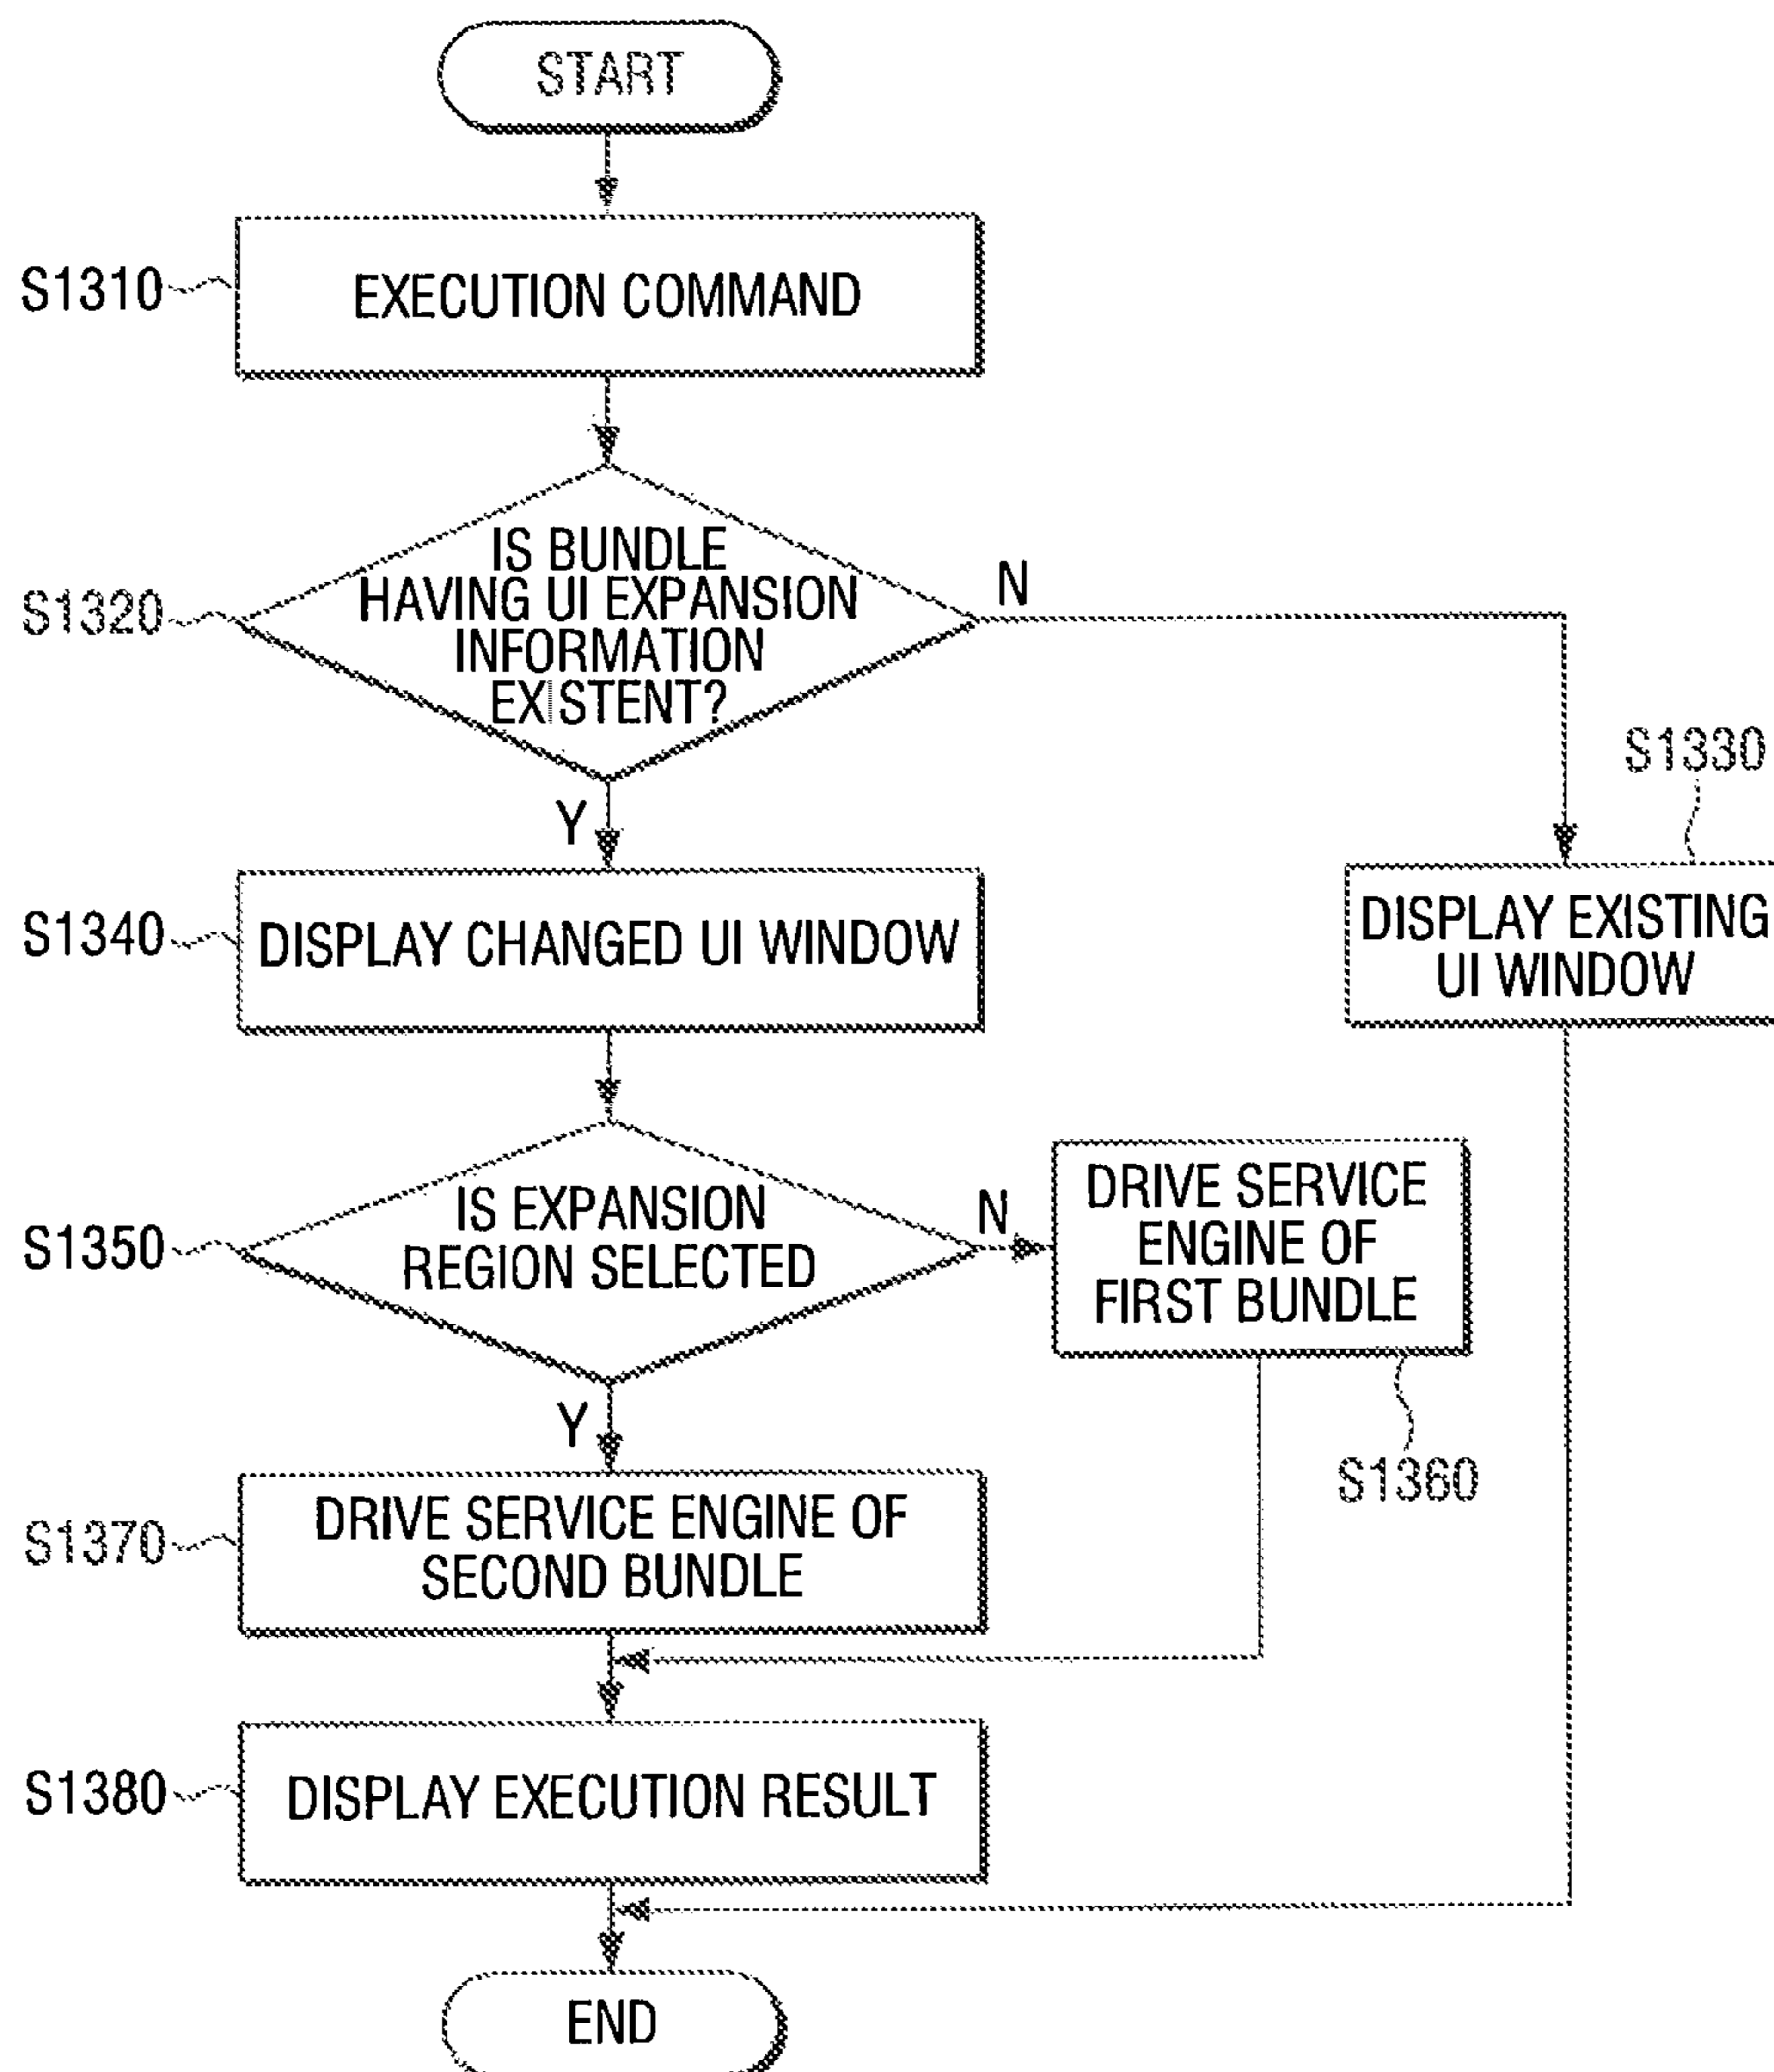 START
S1310
EXECUTION COMMAND
S1320
IS BUNDLE
HAVING UI EXPANSION
INFORMATION
EXISTENT?
N
Y
S1330
DISPLAY EXISTING
UI WINDOW
S1340
DISPLAY CHANGED UI WINDOW
S1350
IS EXPANSION
REGION SELECTED
N
DRIVE SERVICE
ENGINE OF
FIRST BUNDLE
S1360
Y
S1370
DRIVE SERVICE ENGINE OF
SECOND BUNDLE
S1380
DISPLAY EXECUTION RESULT
END